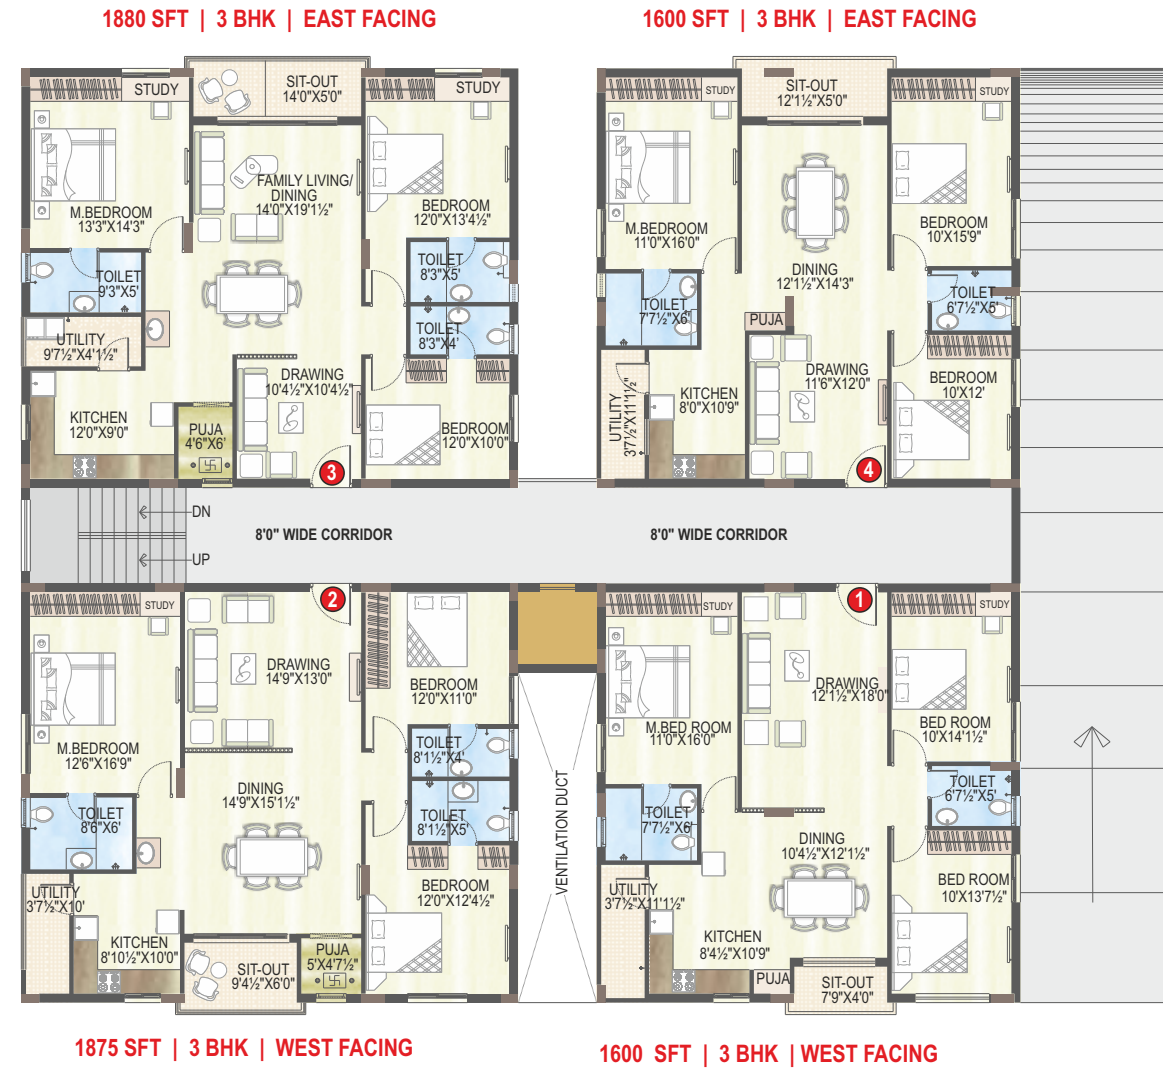 1880 SFT | 3 BHK | EAST FACING
1600 SFT | 3 BHK | EAST FACING
STUDY
SIT-OUT
14'0"X5'0"
STUDY
M.BEDROOM
13'3"X14'3"
FAMILY LIVING/
DINING
14'0"X19'1½"
BEDROOM
12'0"X13'4½"
TOILET
9'3"X5'
TOILET
8'3"X5'
TOILET
8'3"X4'
UTILITY
9'7½"X4'1½"
DRAWING
10'4½"X10'4½"
KITCHEN
12'0"X9'0"
PUJA
4'6"X6'
BEDROOM
12'0"X10'0"
3
STUDY
SIT-OUT
12'1½"X5'0"
STUDY
M.BEDROOM
11'0"X16'0"
BEDROOM
10'X15'9"
DINING
12'1½"X14'3"
TOILET
7'7½"X6'
TOILET
6'7½"X5'
PUJA
DRAWING
11'6"X12'0"
BEDROOM
10'X12'
UTILITY
3'7½"X11'1½"
KITCHEN
8'0"X10'9"
4
DN
UP
8'0" WIDE CORRIDOR
8'0" WIDE CORRIDOR
STUDY
2
DRAWING
14'9"X13'0"
BEDROOM
12'0"X11'0"
M.BEDROOM
12'6"X16'9"
TOILET
8'1½"X4'
DINING
14'9"X15'1½"
TOILET
8'6"X6'
TOILET
8'1½"X5'
UTILITY
3'7½"X10'
BEDROOM
12'0"X12'4½"
KITCHEN
8'10½"X10'0"
SIT-OUT
9'4½"X6'0"
PUJA
5'X4'7½"
VENTILATION DUCT
STUDY
1
STUDY
DRAWING
12'1½"X18'0"
M.BED ROOM
11'0"X16'0"
BED ROOM
10'X14'1½"
TOILET
7'7½"X6'
TOILET
6'7½"X5'
DINING
10'4½"X12'1½"
UTILITY
3'7½"X11'1½"
BED ROOM
10'X13'7½"
KITCHEN
8'4½"X10'9"
PUJA
SIT-OUT
7'9"X4'0"
1875 SFT | 3 BHK | WEST FACING
1600 SFT | 3 BHK | WEST FACING